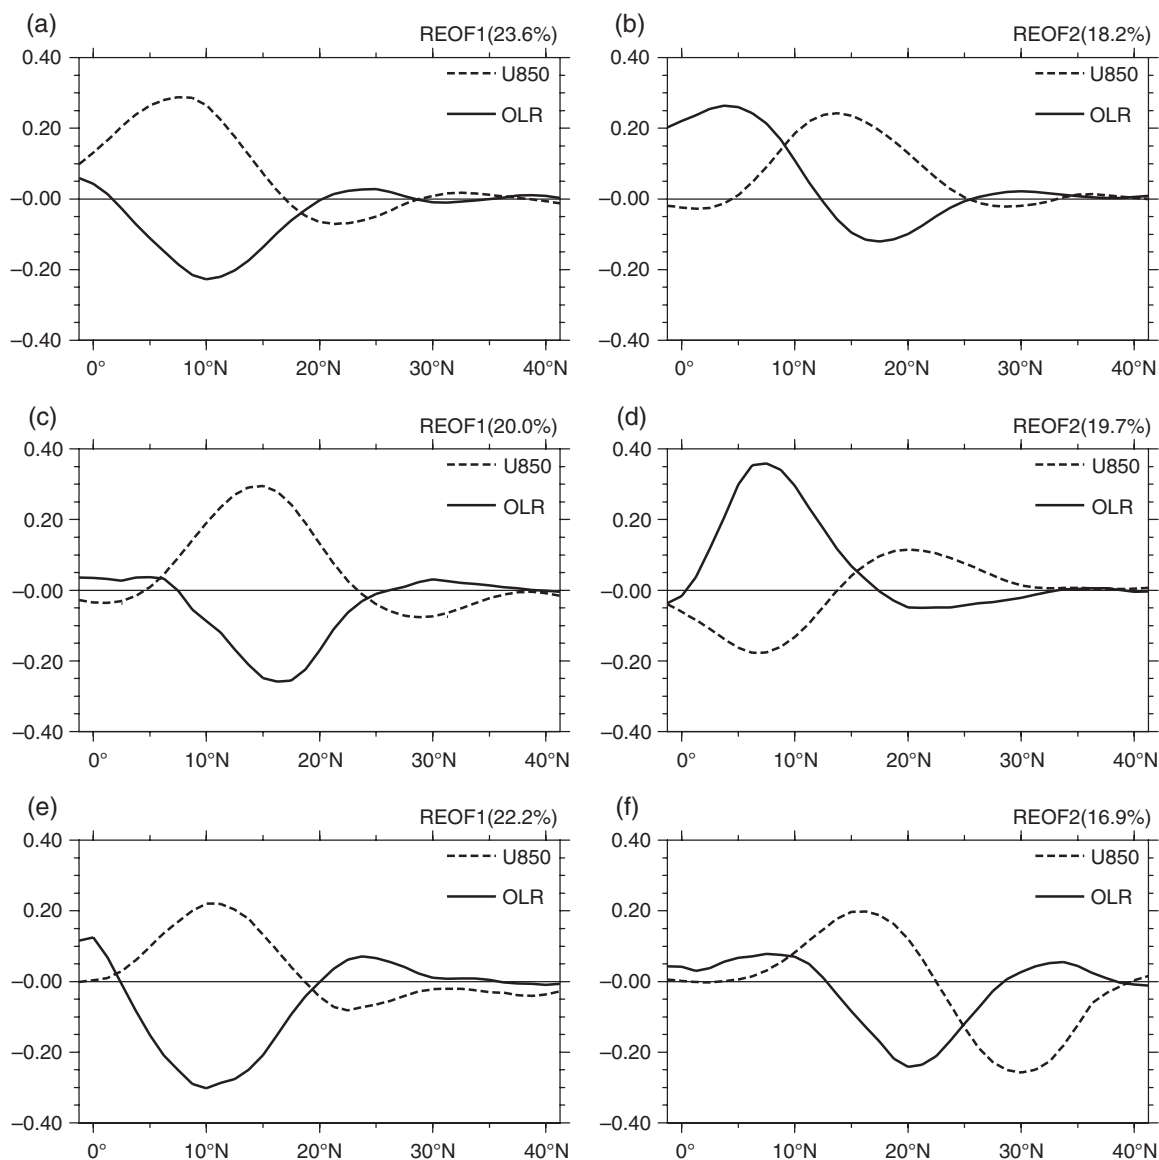 (a) REOF1(23.6%)
0.40
U850
OLR
0.20
–0.00
–0.20
–0.40
0° 10°N 20°N 30°N 40°N
(b) REOF2(18.2%)
0.40
U850
OLR
0.20
–0.00
–0.20
–0.40
0° 10°N 20°N 30°N 40°N
(c) REOF1(20.0%)
0.40
U850
OLR
0.20
–0.00
–0.20
–0.40
0° 10°N 20°N 30°N 40°N
(d) REOF2(19.7%)
0.40
U850
OLR
0.20
–0.00
–0.20
–0.40
0° 10°N 20°N 30°N 40°N
(e) REOF1(22.2%)
0.40
U850
OLR
0.20
–0.00
–0.20
–0.40
0° 10°N 20°N 30°N 40°N
(f) REOF2(16.9%)
0.40
U850
OLR
0.20
–0.00
–0.20
–0.40
0° 10°N 20°N 30°N 40°N